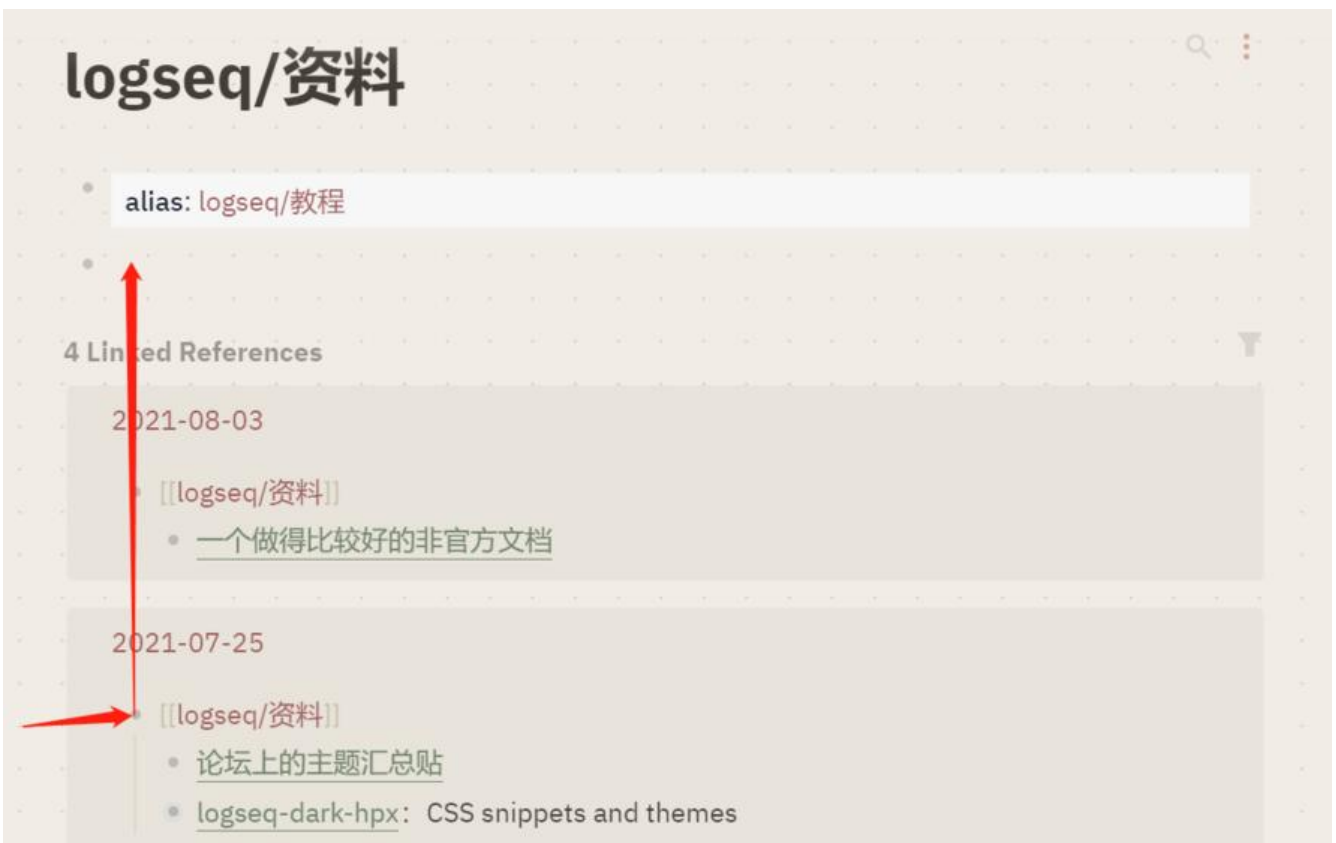 logseq/资料
alias: logseq/教程
4 Linked References
2021-08-03
[[logseq/资料]]
一个做得比较好的非官方文档
2021-07-25
[[logseq/资料]]
论坛上的主题汇总贴
logseq-dark-hpx：CSS snippets and themes